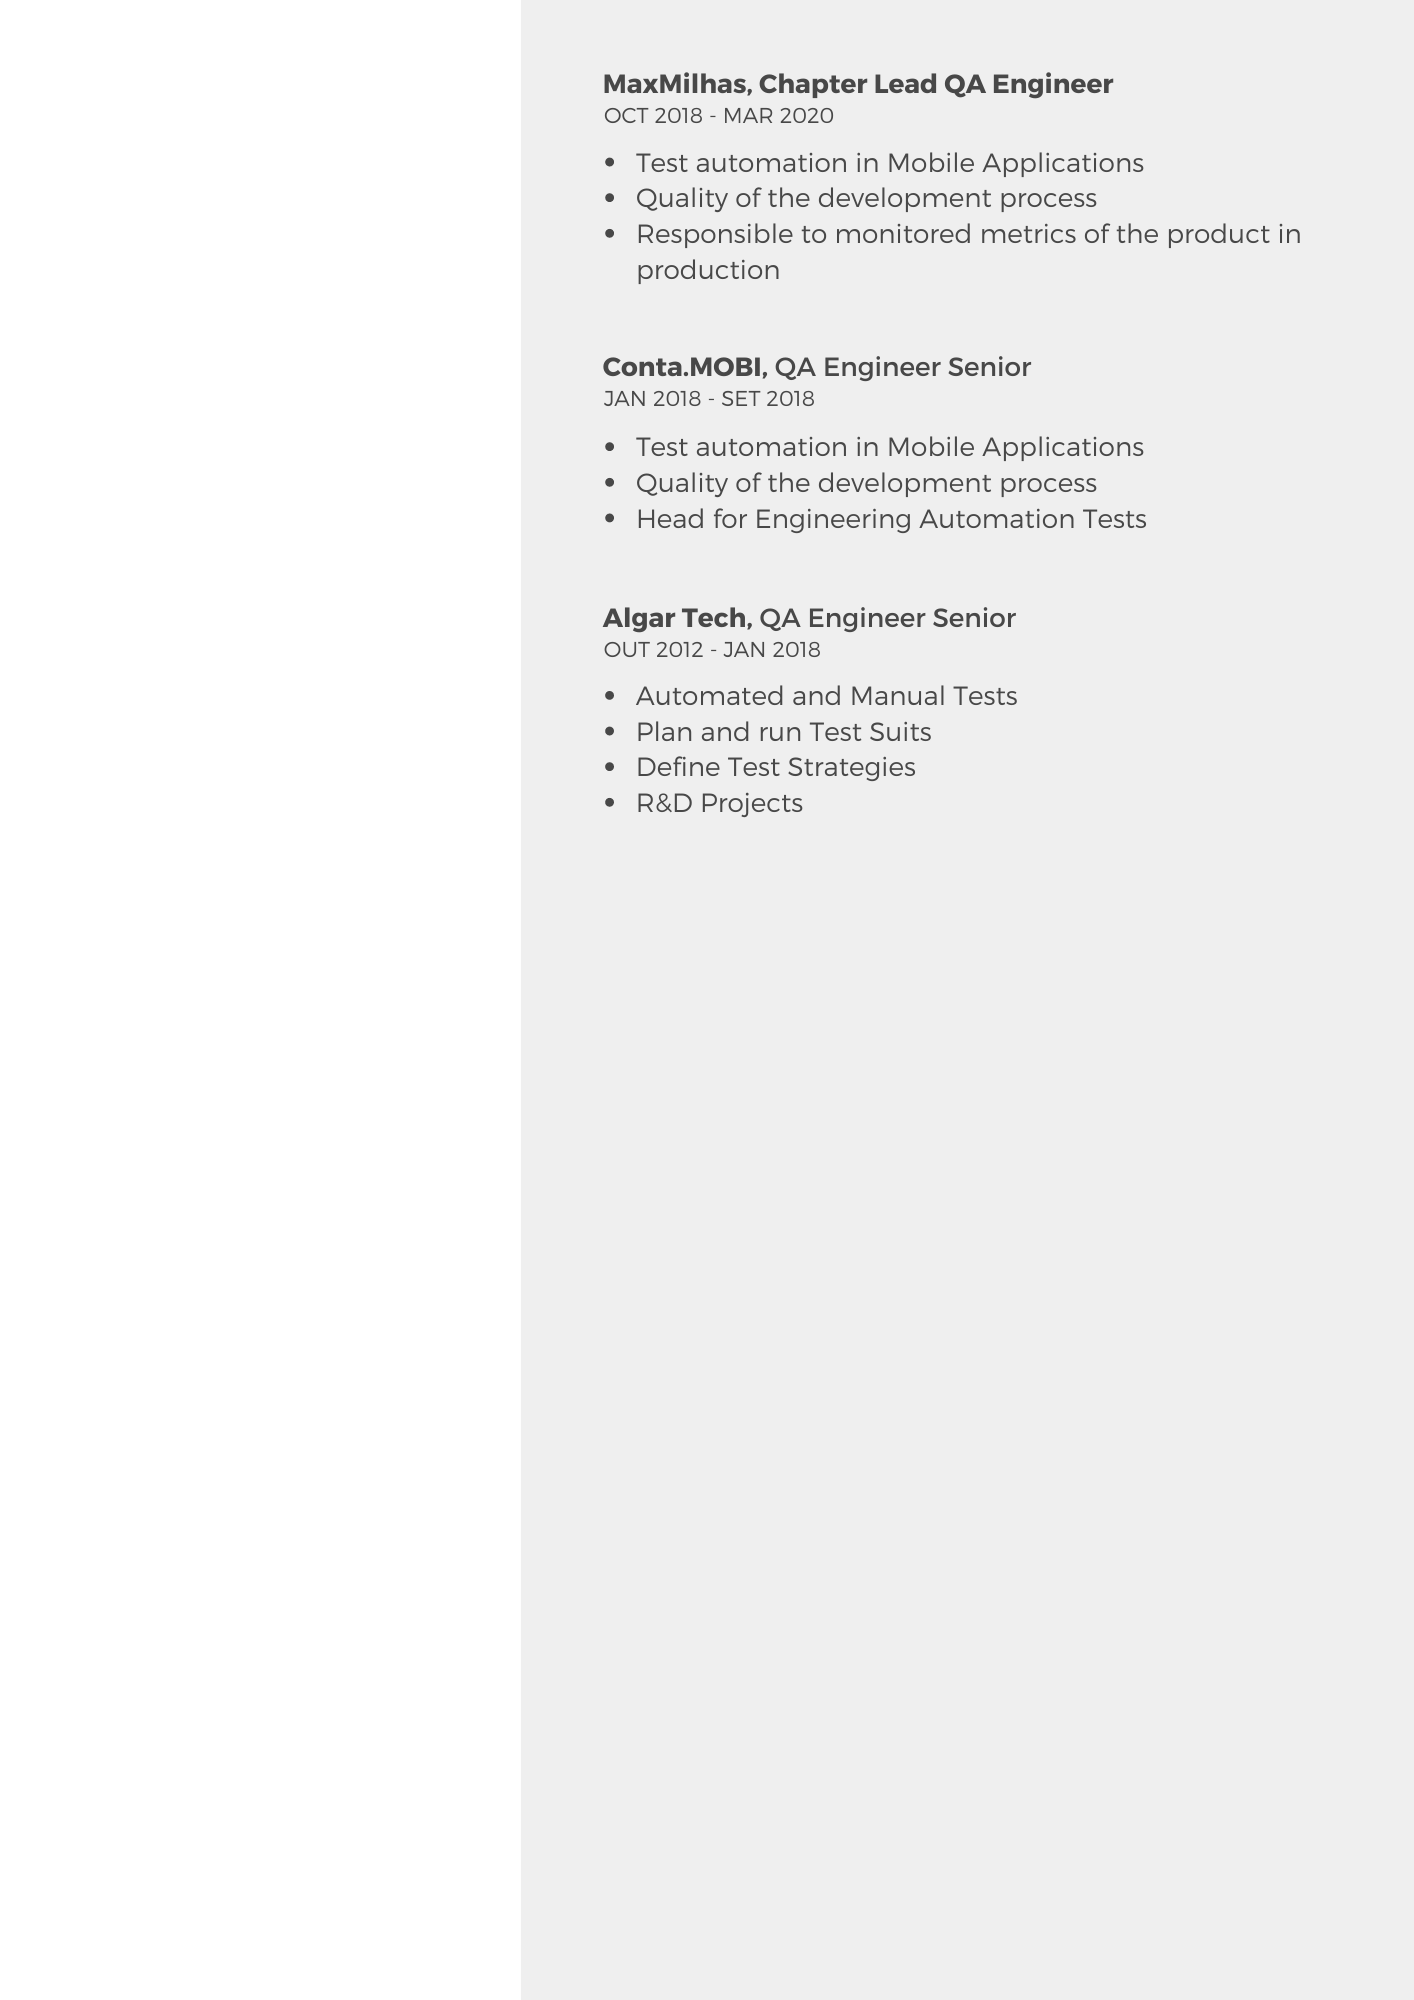 MaxMilhas, Chapter Lead QA Engineer
OCT 2018 - MAR 2020
• Test automation in Mobile Applications
• Quality of the development process
• Responsible to monitored metrics of the product in
production
Conta.MOBI, QA Engineer Senior
JAN 2018 - SET 2018
• Test automation in Mobile Applications
• Quality of the development process
• Head for Engineering Automation Tests
Algar Tech, QA Engineer Senior
OUT 2012 - JAN 2018
• Automated and Manual Tests
• Plan and run Test Suits
• Define Test Strategies
• R&D Projects